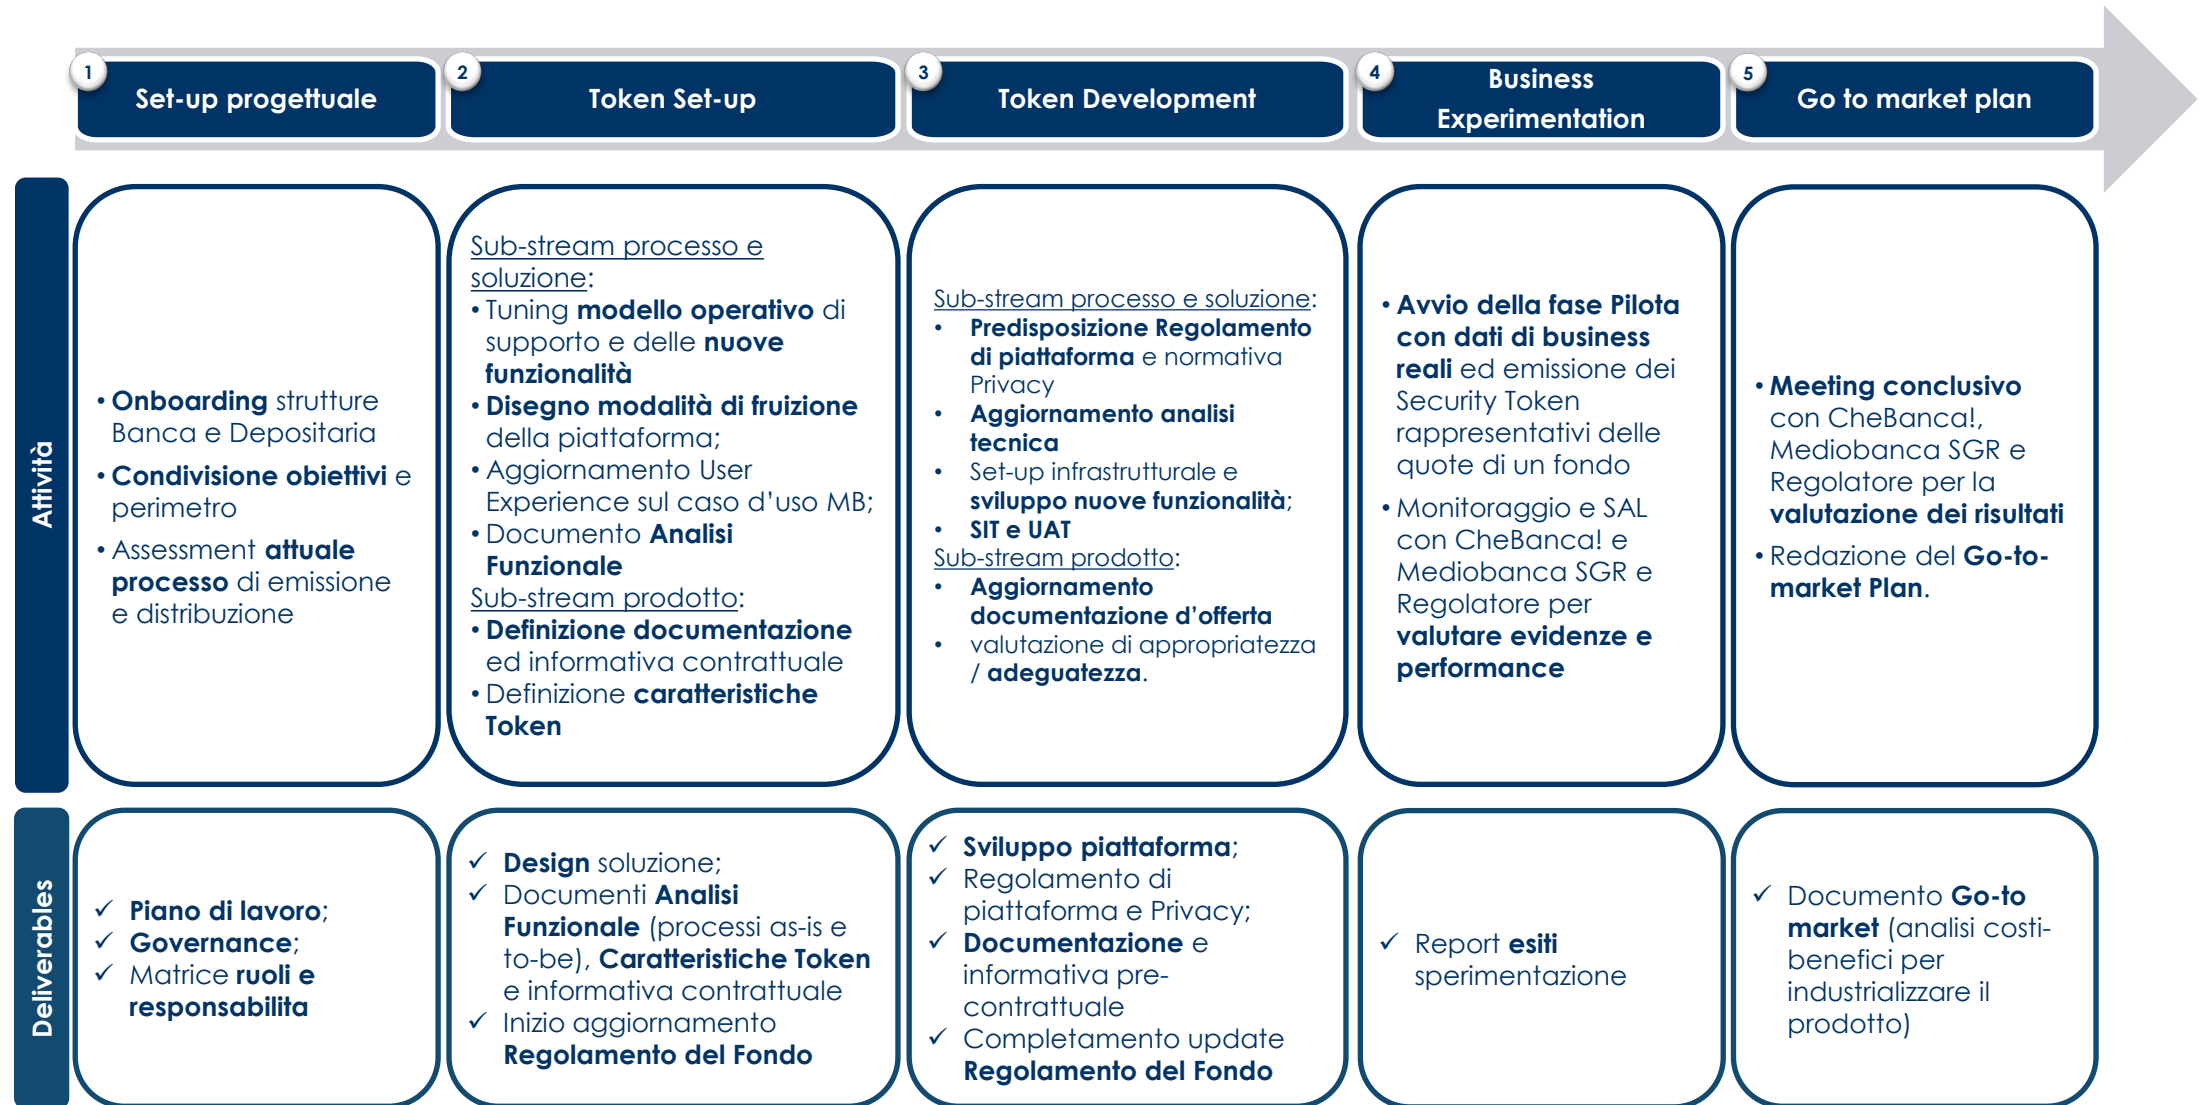 1
Set-up progettuale
2
Token Set-up
3
Token Development
4
Business
Experimentation
5
Go to market plan
Attività
• Onboarding strutture
Banca e Depositaria
• Condivisione obiettivi e
perimetro
• Assessment attuale
processo di emissione
e distribuzione
Sub-stream processo e
soluzione:
• Tuning modello operativo di
supporto e delle nuove
funzionalità
• Disegno modalità di fruizione
della piattaforma;
• Aggiornamento User
Experience sul caso d’uso MB;
• Documento Analisi
Funzionale
Sub-stream prodotto:
• Definizione documentazione
ed informativa contrattuale
• Definizione caratteristiche
Token
Sub-stream processo e soluzione:
• Predisposizione Regolamento
di piattaforma e normativa
Privacy
• Aggiornamento analisi
tecnica
• Set-up infrastrutturale e
sviluppo nuove funzionalità;
• SIT e UAT
Sub-stream prodotto:
• Aggiornamento
documentazione d’offerta
• valutazione di appropriatezza
/ adeguatezza.
• Avvio della fase Pilota
con dati di business
reali ed emissione dei
Security Token
rappresentativi delle
quote di un fondo
• Monitoraggio e SAL
con CheBanca! e
Mediobanca SGR e
Regolatore per
valutare evidenze e
performance
• Meeting conclusivo
con CheBanca!,
Mediobanca SGR e
Regolatore per la
valutazione dei risultati
• Redazione del Go-to-
market Plan.
Deliverables
✓ Piano di lavoro;
✓ Governance;
✓ Matrice ruoli e
responsabilita
✓ Design soluzione;
✓ Documenti Analisi
Funzionale (processi as-is e
to-be), Caratteristiche Token
e informativa contrattuale
✓ Inizio aggiornamento
Regolamento del Fondo
✓ Sviluppo piattaforma;
✓ Regolamento di
piattaforma e Privacy;
✓ Documentazione e
informativa pre-
contrattuale
✓ Completamento update
Regolamento del Fondo
✓ Report esiti
sperimentazione
✓ Documento Go-to
market (analisi costi-
benefici per
industrializzare il
prodotto)